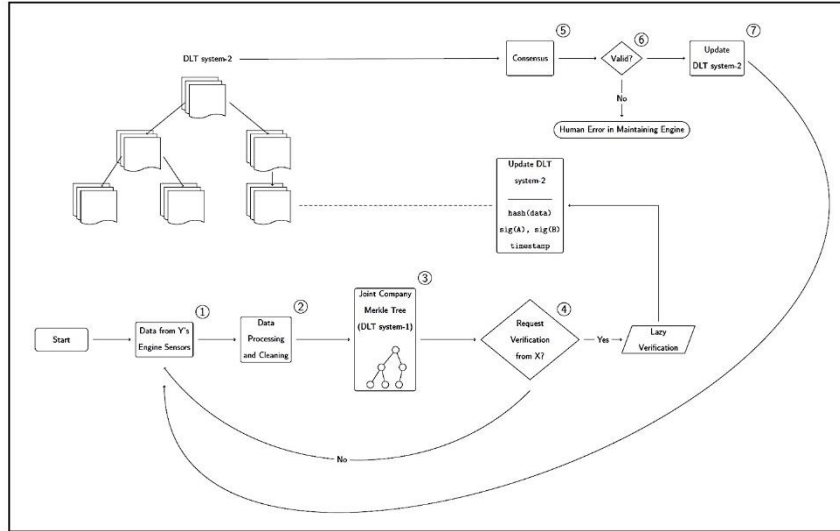 ⑤
⑥
⑦
DLT system-2
Consensus
Valid?
Update
DLT system-2
No
Human Error in Maintaining Engine
Update DLT
system-2
hash(data)
sig(A), sig(B)
timestamp
①
②
③
④
Start
Data from Y's
Engine Sensors
Data
Processing
and Cleaning
Joint Company
Merkle Tree
(DLT system-1)
Request
Verification
from X?
Yes
Lazy
Verification
No